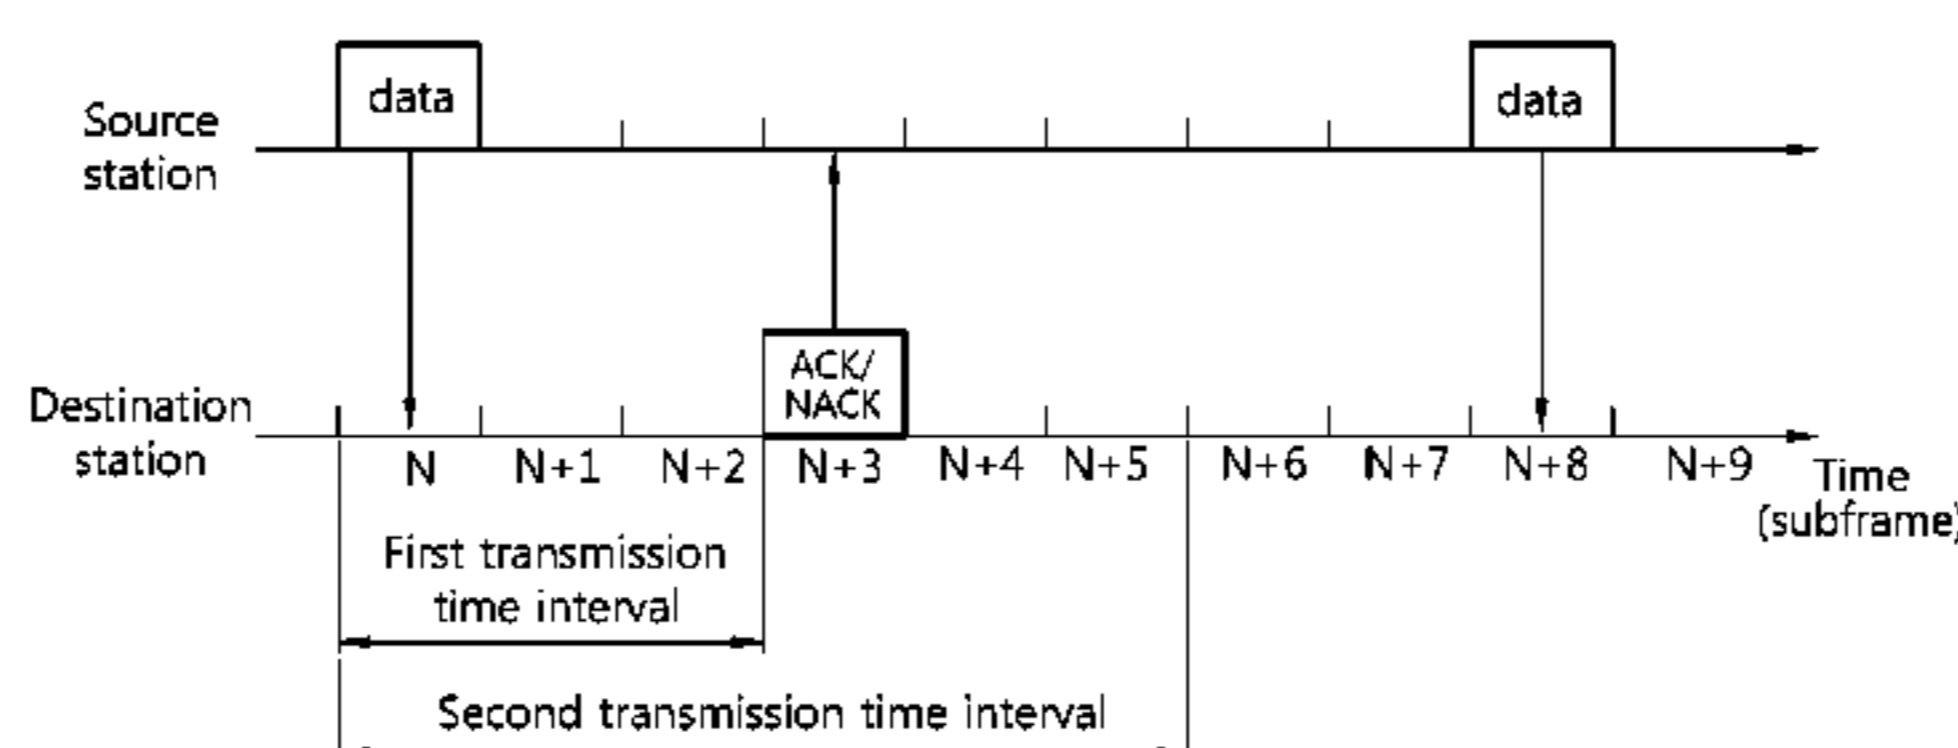 data
data
Source
station
ACK/
NACK
Destination
station
N N+1 N+2 N+3 N+4 N+5 N+6 N+7 N+8 N+9
Time
(subframe)
First transmission
time interval
Second transmission time interval